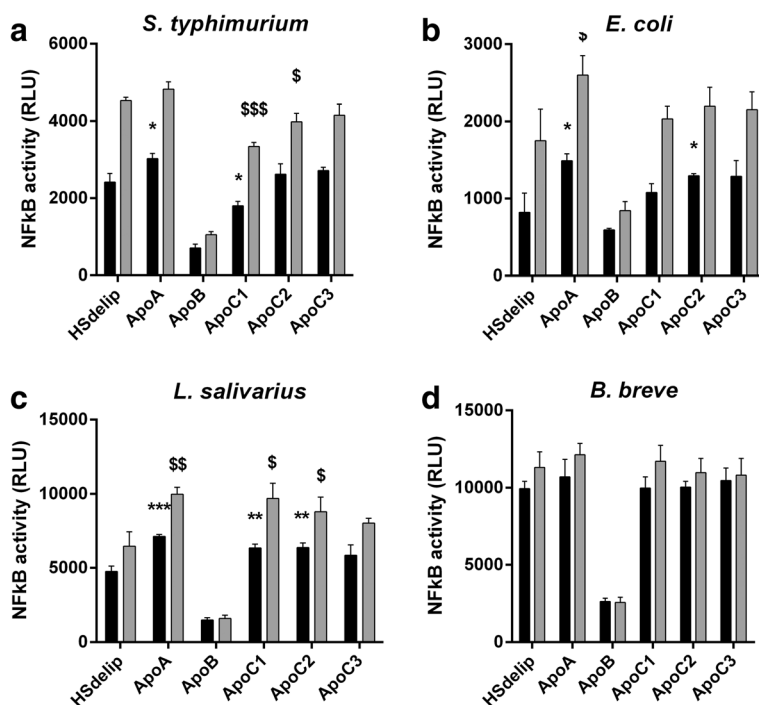 a
S. typhimurium
NFkB activity (RLU)
6000
4000
2000
0
*
*
$$$
$
HSdelip
ApoA
ApoB
ApoC1
ApoC2
ApoC3
b
E. coli
NFkB activity (RLU)
3000
2000
1000
0
*
$
*
HSdelip
ApoA
ApoB
ApoC1
ApoC2
ApoC3
c
L. salivarius
NFkB activity (RLU)
15000
10000
5000
0
***
$$
**
$
**
$
HSdelip
ApoA
ApoB
ApoC1
ApoC2
ApoC3
d
B. breve
NFkB activity (RLU)
15000
10000
5000
0
HSdelip
ApoA
ApoB
ApoC1
ApoC2
ApoC3